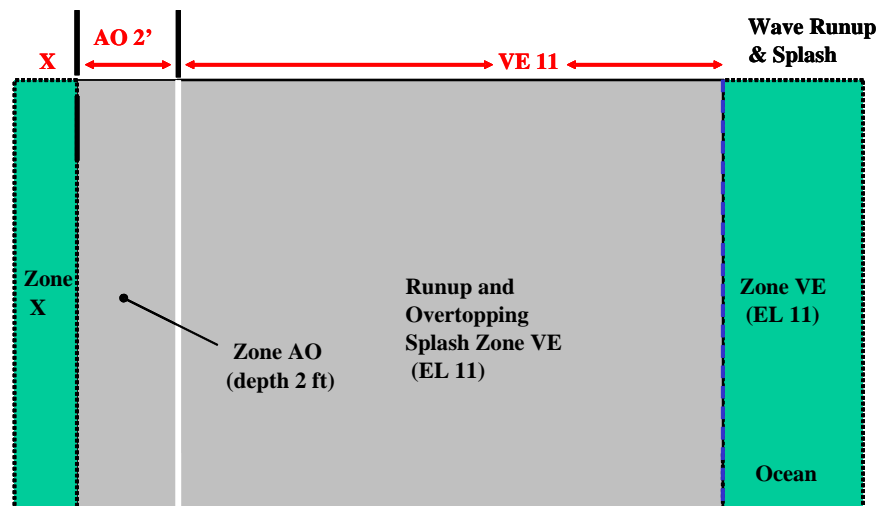 AO 2’
Wave Runup
& Splash
X
VE 11
Zone
X
Runup and
Overtopping
Splash Zone VE
(EL 11)
Zone VE
(EL 11)
Zone AO
(depth 2 ft)
Ocean